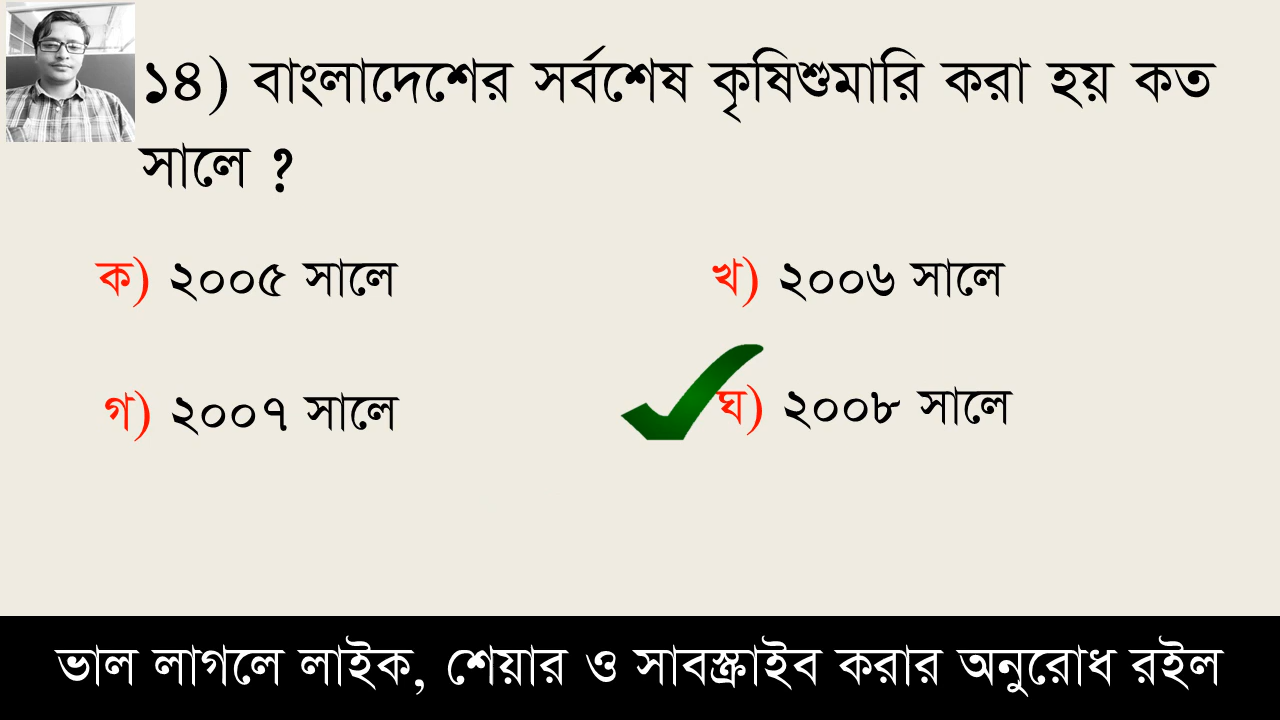 ১৪) বাংলাদেশের সর্বশেষ কৃষিশুমারি করা হয় কত
সালে ?
ক) ২০০৫ সালে
খ) ২০০৬ সালে
গ) ২০০৭ সালে
ঘ) ২০০৮ সালে
ভাল লাগলে লাইক, শেয়ার ও সাবস্ক্রাইব করার অনুরোধ রইল